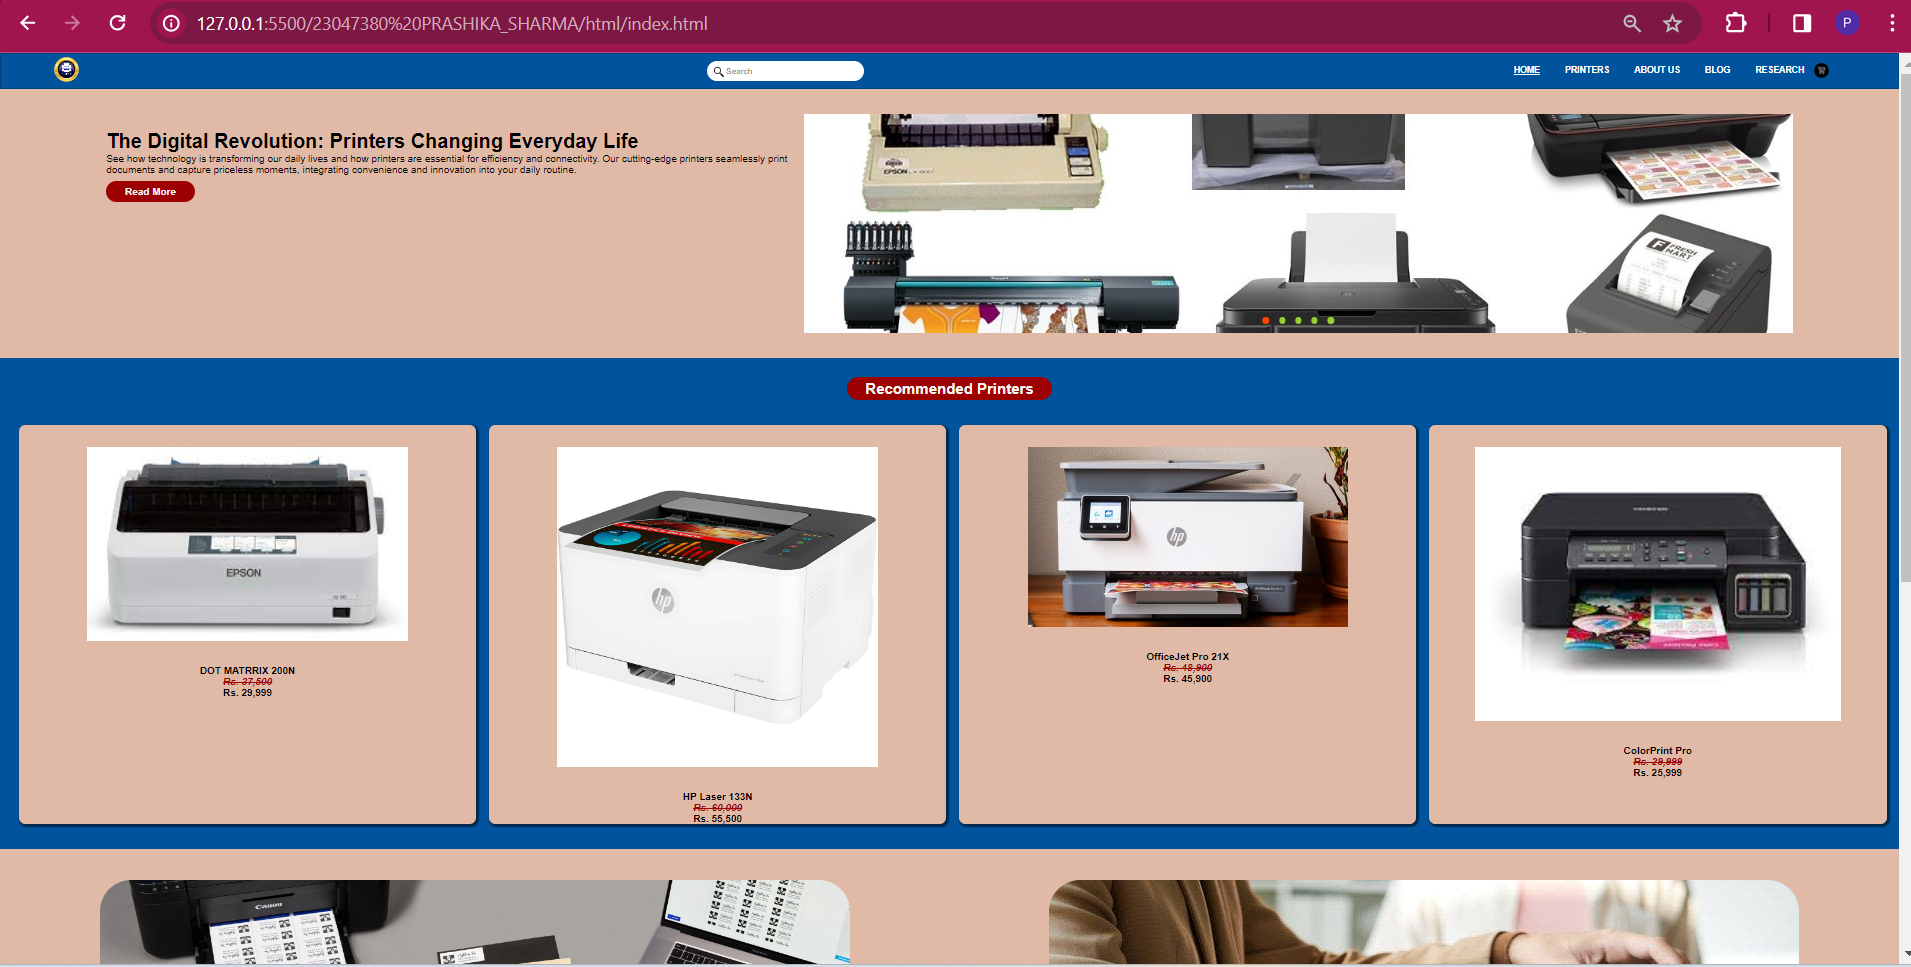 127.0.0.1:5500/23047380%20PRASHIKA_SHARMA/html/index.html
P
Search
HOME PRINTERS ABOUT US BLOG RESEARCH
The Digital Revolution: Printers Changing Everyday Life
See how technology is transforming our daily lives and how printers are essential for efficiency and connectivity. Our cutting-edge printers seamlessly print
documents and capture priceless moments, integrating convenience and innovation into your daily routine.
Read More
EPSON
FRESH
MART
Recommended Printers
EPSON
DOT MATRRIX 200N
Rs. 37,500
Rs. 29,999
hp
HP Laser 133N
Rs. 60,000
Rs. 55,500
hp
OfficeJet Pro 21X
Rs. 48,900
Rs. 45,900
ColorPrint Pro
Rs. 29,999
Rs. 25,999
Canon